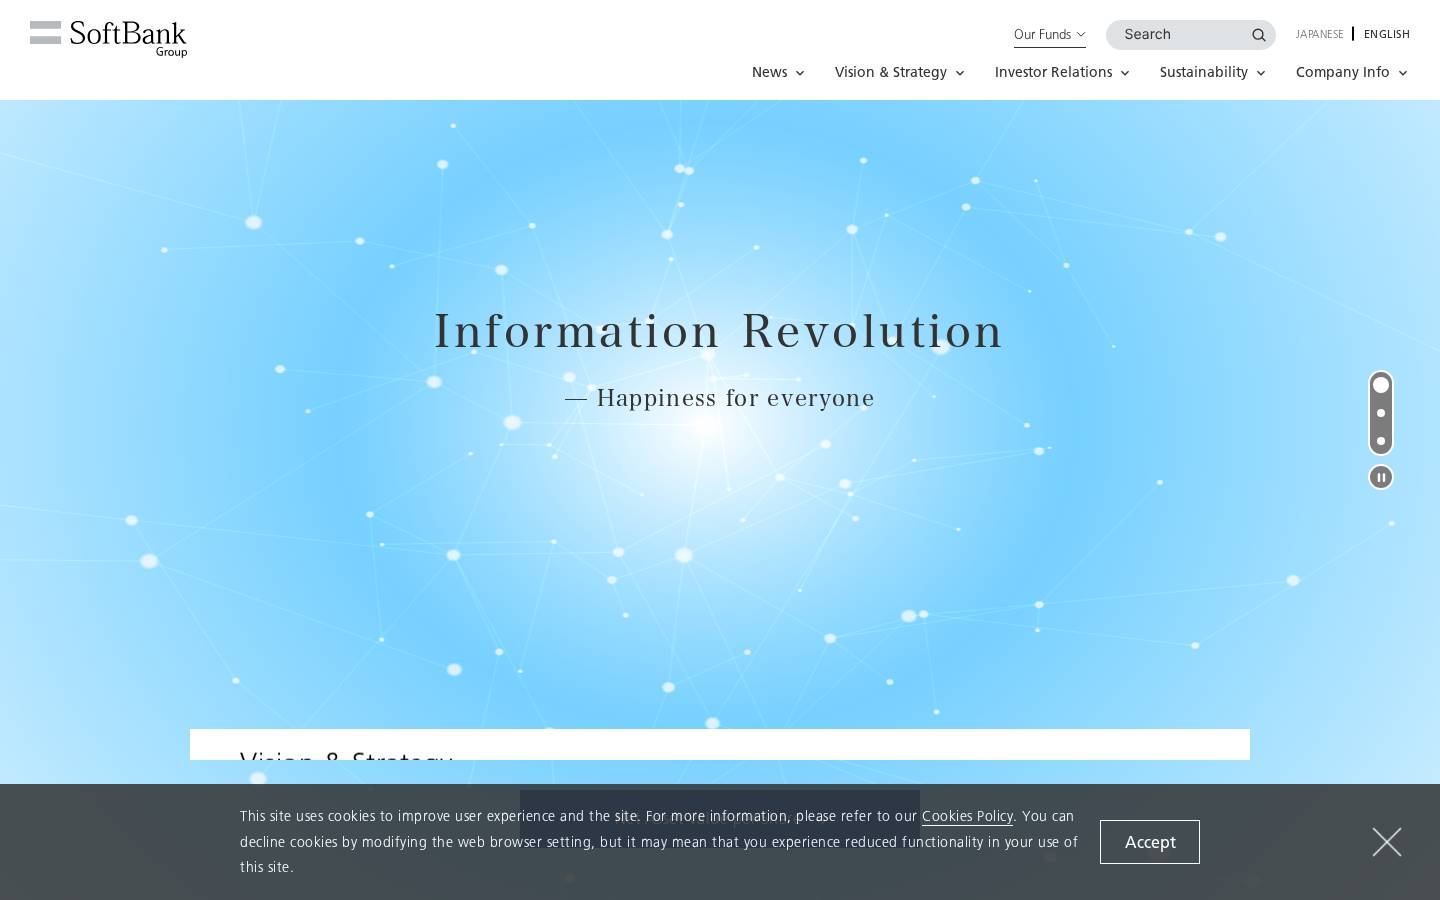 SoftBank
Group
Our Funds
Search
JAPANESE
ENGLISH
News
Vision & Strategy
Investor Relations
Sustainability
Company Info
Information Revolution
— Happiness for everyone
Vision & Strategy
This site uses cookies to improve user experience and the site. For more information, please refer to our Cookies Policy. You can
decline cookies by modifying the web browser setting, but it may mean that you experience reduced functionality in your use of
this site.
Accept